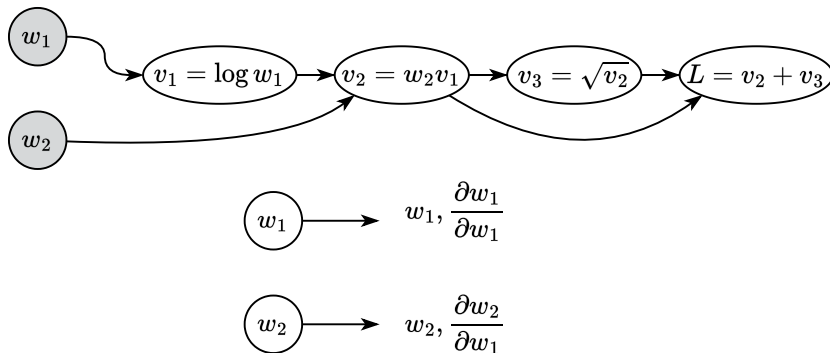 w₁
v₁ = log w₁ v₂ = w₂v₁ v₃ = √v₂ L = v₂ + v₃
w₂
w₁ w₁, ∂w₁/∂w₁
w₂ w₂, ∂w₂/∂w₁